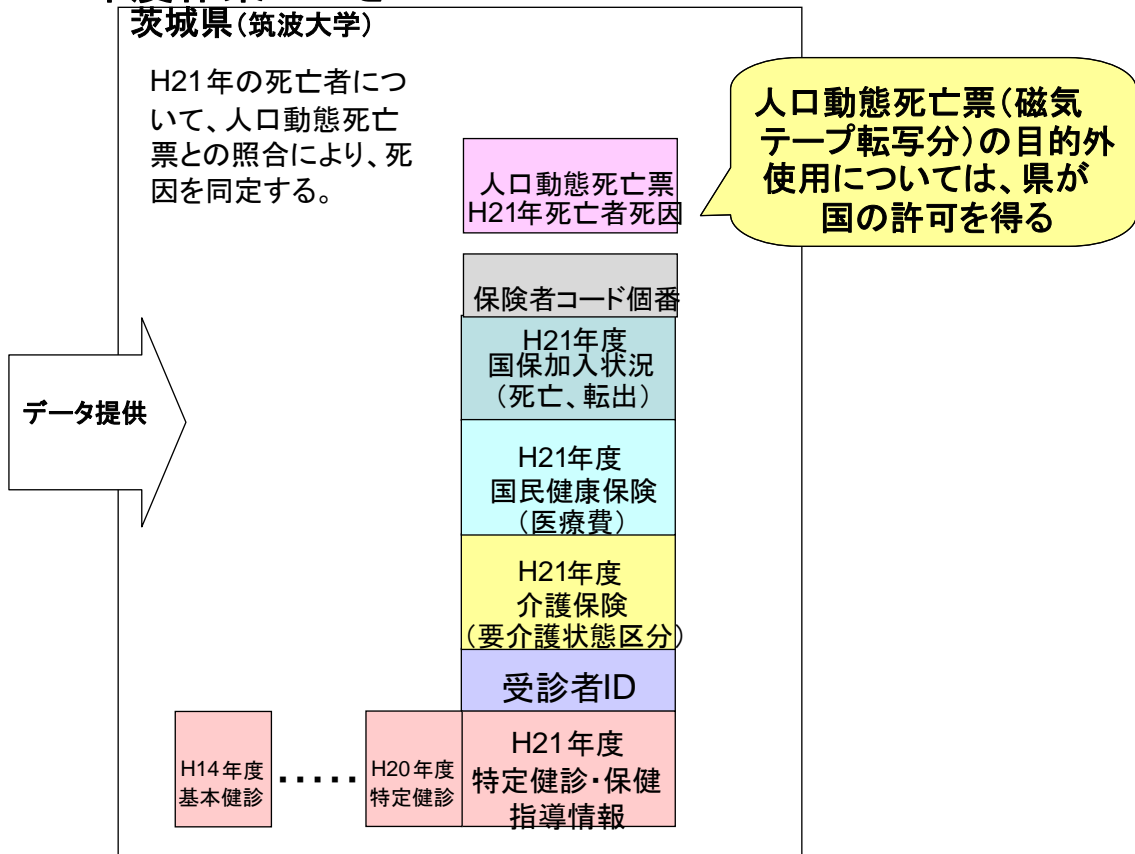 茨城県(筑波大学)
H21年の死亡者につ
いて、人口動態死亡
票との照合により、死
因を同定する。
人口動態死亡票(磁気
テープ転写分)の目的外
使用については、県が
国の許可を得る
人口動態死亡票
H21年死亡者死因
保険者コード個番
H21年度
国保加入状況
(死亡、転出)
データ提供
H21年度
国民健康保険
(医療費)
H21年度
介護保険
(要介護状態区分)
受診者ID
H14年度
基本健診
・・・・・
H20年度
特定健診
H21年度
特定健診・保健
指導情報